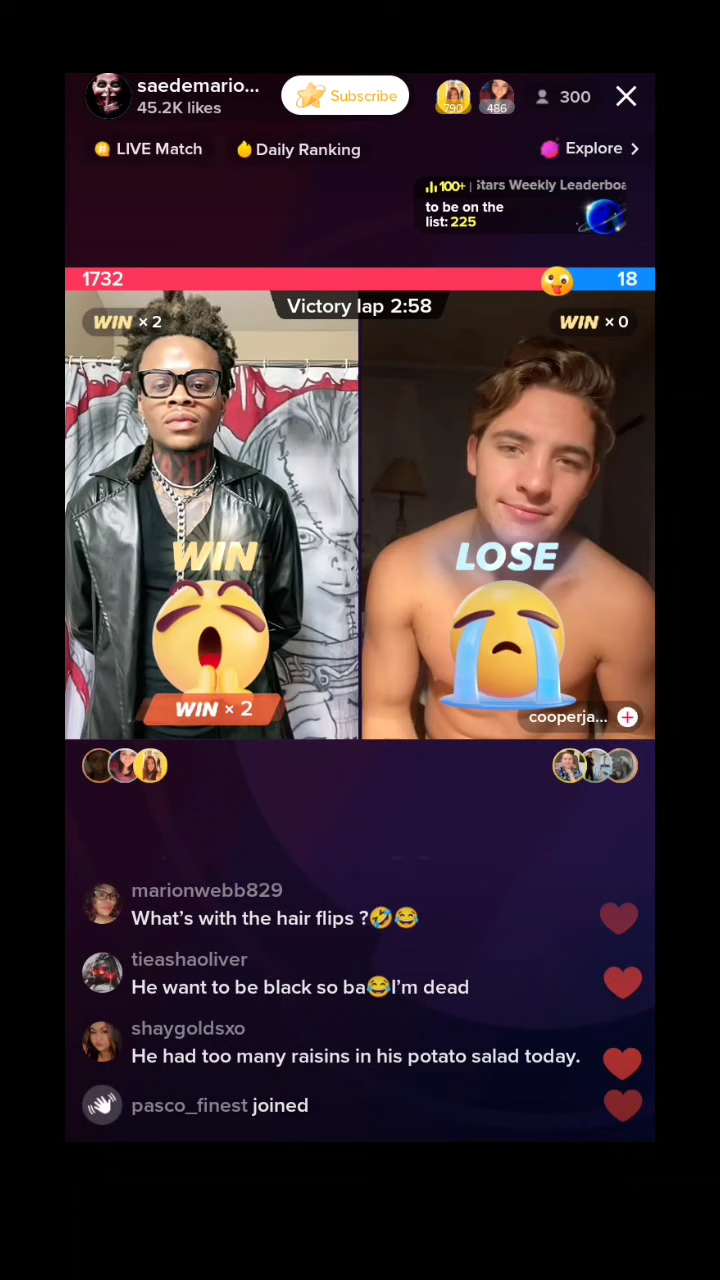 saedemario...
45.2K likes
Subscribe
790
486
300
LIVE Match
Daily Ranking
Explore >
100+ | Stars Weekly Leaderboa
to be on the
list: 225
1732
18
Victory lap 2:58
WIN × 2
WIN × 0
WIN
LOSE
WIN × 2
cooperja...
marionwebb829
What's with the hair flips ?🤣😂
tieashaoliver
He want to be black so ba😂I'm dead
shaygoldsxo
He had too many raisins in his potato salad today.
pasco_finest joined